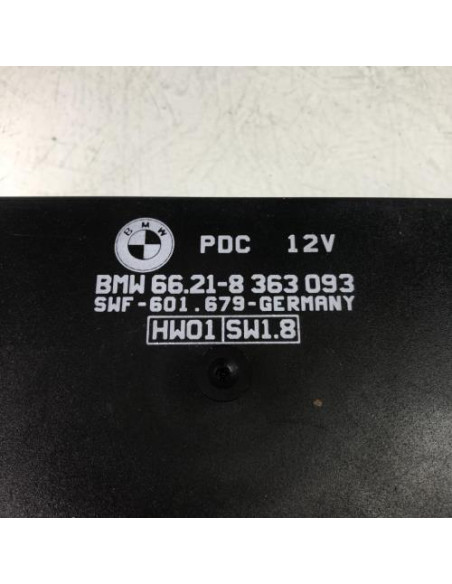 BMW PDC 12V
BMW 66.21-8 363 093
SWF-601.679-GERMANY
HW01 SW1.8